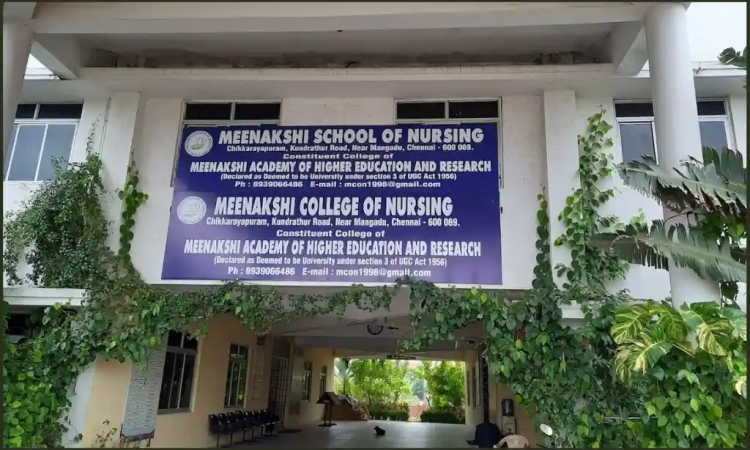 MEENAKSHI SCHOOL OF NURSING
Chikkarayapuram, Kundrathur Road, Near Mangadu, Chennai - 600 069.
Constituent College of
MEENAKSHI ACADEMY OF HIGHER EDUCATION AND RESEARCH
(Declared as Deemed to be University under section 3 of UGC Act 1956)
Ph : 8939066486 E-mail : mcon1998@gmail.com
MEENAKSHI COLLEGE OF NURSING
Chikkarayapuram, Kundrathur Road, Near Mangadu, Chennai - 600 069.
Constituent College of
MEENAKSHI ACADEMY OF HIGHER EDUCATION AND RESEARCH
(Declared as Deemed to be University under section 3 of UGC Act 1956)
Ph : 8939066486 E-mail : mcon1998@gmail.com